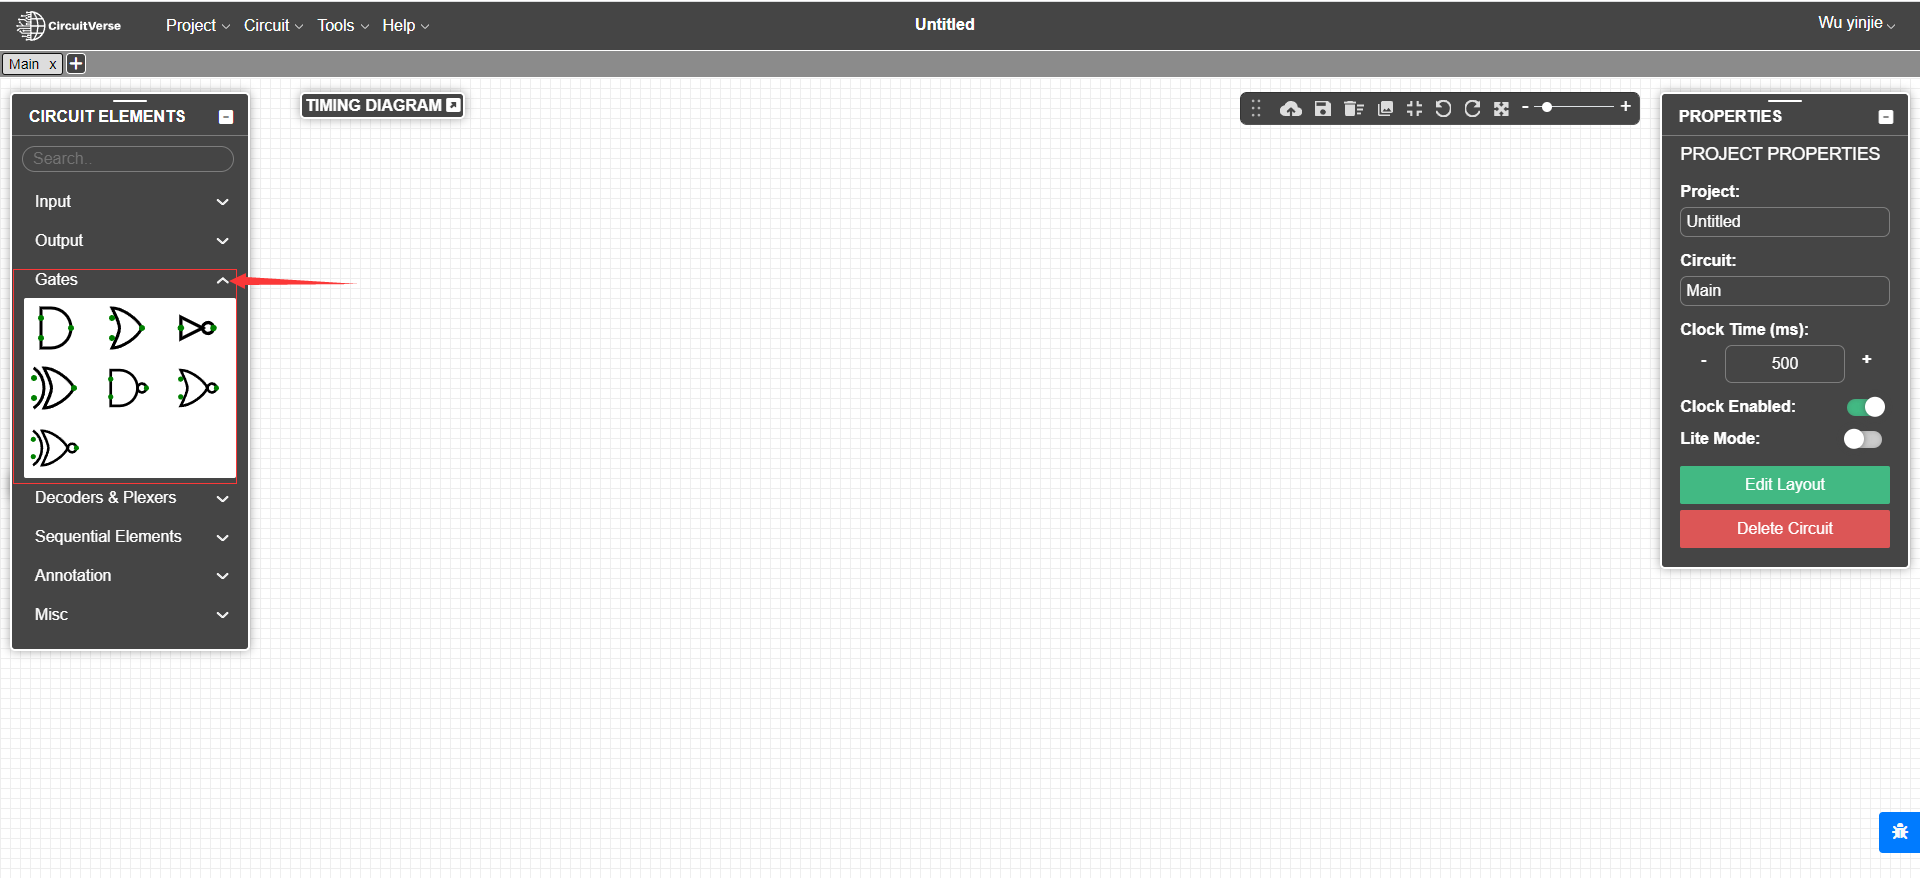 CircuitVerse
Project Circuit Tools Help
Untitled
Wu yinjie
Main x +
CIRCUIT ELEMENTS
Search..
Input
Output
Gates
Decoders & Plexers
Sequential Elements
Annotation
Misc
TIMING DIAGRAM
- +
PROPERTIES
PROJECT PROPERTIES
Project:
Untitled
Circuit:
Main
Clock Time (ms):
- 500 +
Clock Enabled:
Lite Mode:
Edit Layout
Delete Circuit